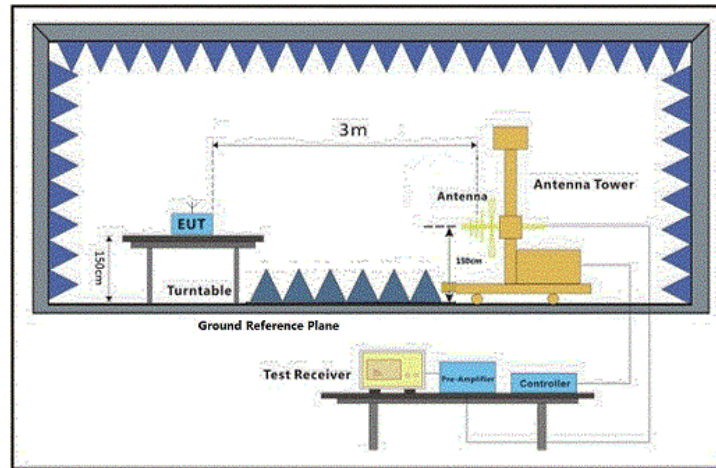 3m
Antenna
Antenna Tower
EUT
150cm
150cm
Turntable
Ground Reference Plane
Test Receiver
Pre-Amplifier
Controller